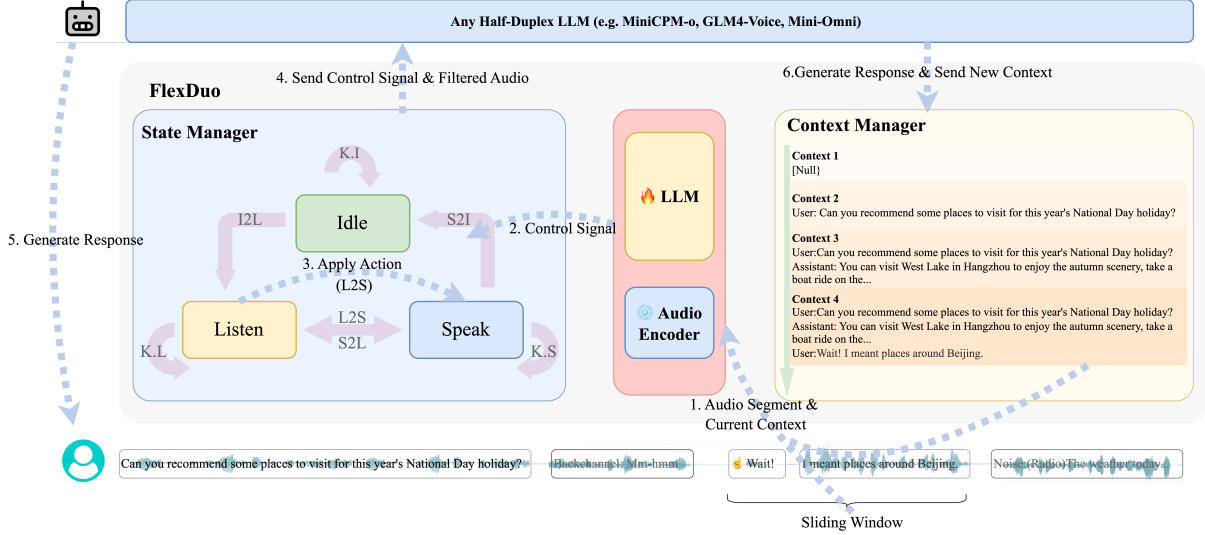 Any Half-Duplex LLM (e.g. MiniCPM-o, GLM4-Voice, Mini-Omni)
4. Send Control Signal & Filtered Audio
6.Generate Response & Send New Context
FlexDuo
State Manager
K.I
Idle
I2L
S2I
3. Apply Action
(L2S)
Listen
L2S
S2L
Speak
K.L
K.S
5. Generate Response
2. Control Signal
🔥 LLM
❄️ Audio
Encoder
1. Audio Segment &
Current Context
Context Manager
Context 1
[Null}
Context 2
User: Can you recommend some places to visit for this year's National Day holiday?
Context 3
User:Can you recommend some places to visit for this year's National Day holiday?
Assistant: You can visit West Lake in Hangzhou to enjoy the autumn scenery, take a
boat ride on the...
Context 4
User:Can you recommend some places to visit for this year's National Day holiday?
Assistant: You can visit West Lake in Hangzhou to enjoy the autumn scenery, take a
boat ride on the...
User:Wait! I meant places around Beijing.
Can you recommend some places to visit for this year's National Day holiday?
Backchannel: Mm-hmm
☝ Wait!
I meant places around Beijing.
Noise:(Radio)The weather today...
Sliding Window